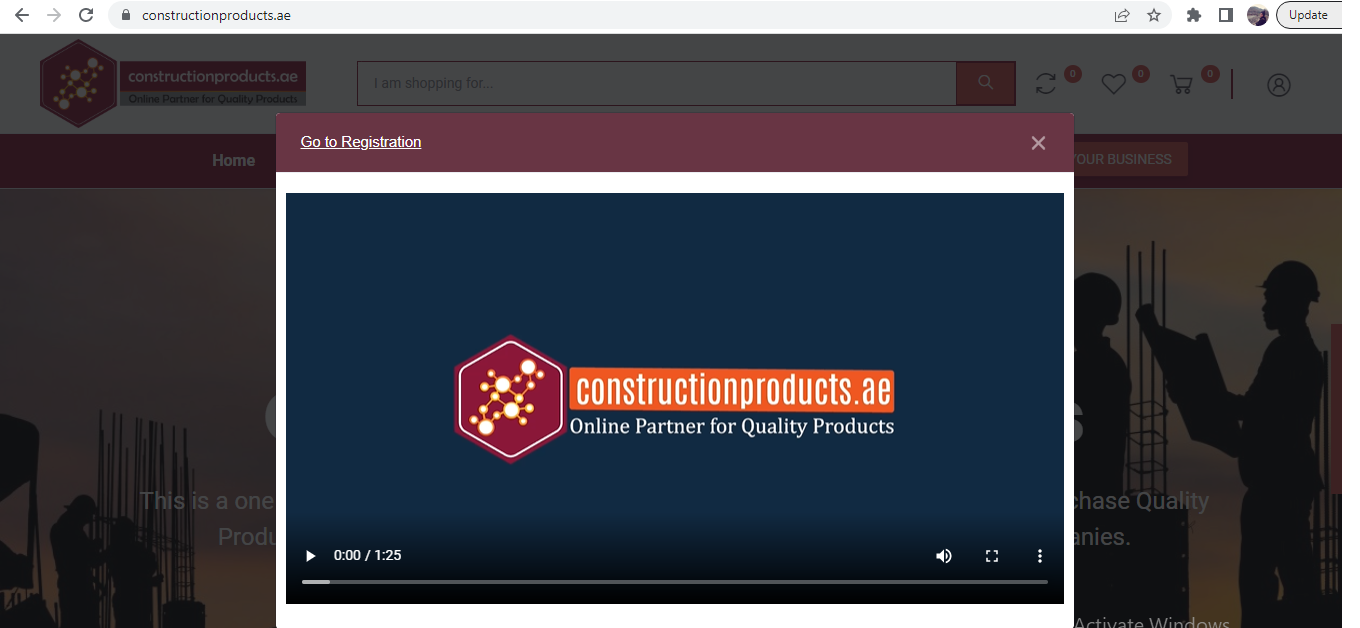 constructionproducts.ae
Update
constructionproducts.ae
Online Partner for Quality Products
I am shopping for...
0
0
0
Go to Registration
Home
YOUR BUSINESS
constructionproducts.ae
Online Partner for Quality Products
This is a one
chase Quality
Produ
anies.
0:00 / 1:25
Activate Windows